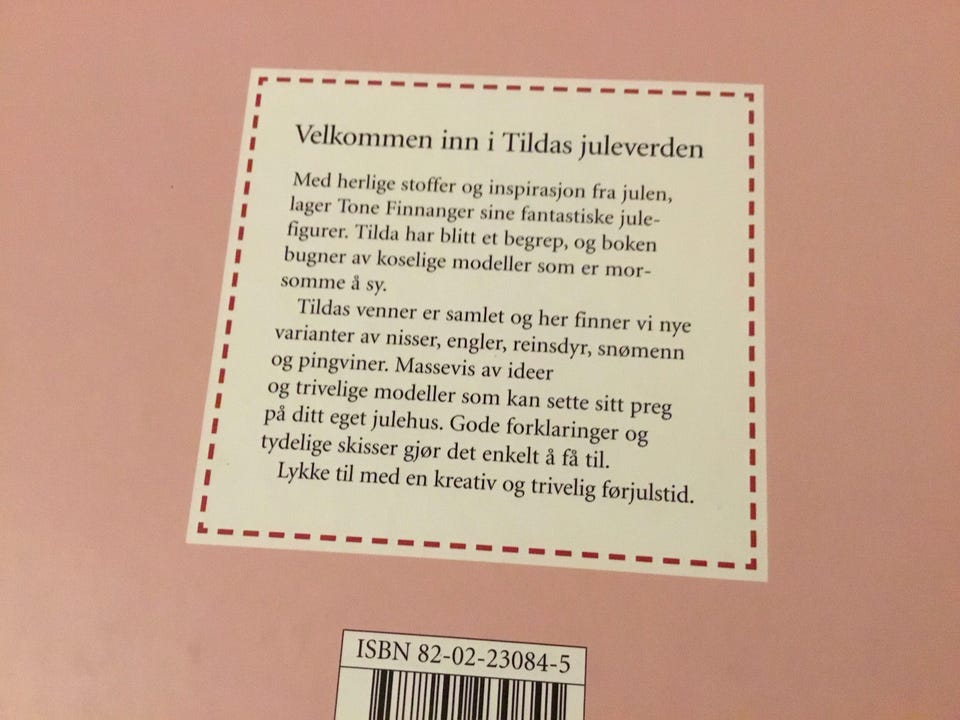 Velkommen inn i Tildas juleverden
Med herlige stoffer og inspirasjon fra julen,
lager Tone Finnanger sine fantastiske jule-
figurer. Tilda har blitt et begrep, og boken
bugner av koselige modeller som er mor-
somme å sy.
Tildas venner er samlet og her finner vi nye
varianter av nisser, engler, reinsdyr, snømenn
og pingviner. Massevis av ideer
og trivelige modeller som kan sette sitt preg
på ditt eget julehus. Gode forklaringer og
tydelige skisser gjør det enkelt å få til.
Lykke til med en kreativ og trivelig førjulstid.
ISBN 82-02-23084-5